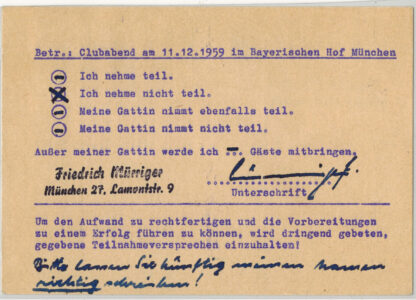 Betr.: Clubabend am 11.12.1959 im Bayerischen Hof München
Ich nehme teil.
Ich nehme nicht teil.
Meine Gattin nimmt ebenfalls teil.
Meine Gattin nimmt nicht teil.
Außer meiner Gattin werde ich -.. Gäste mitbringen.
Friedrich Mürriger
München 27, Lamontstr. 9
Unterschrift
Um den Aufwand zu rechtfertigen und die Vorbereitungen
zu einem Erfolg führen zu können, wird dringend gebeten,
gegebene Teilnahmeversprechen einzuhalten!
Bitte lassen Sie künftig meinen Namen
richtig schreiben!